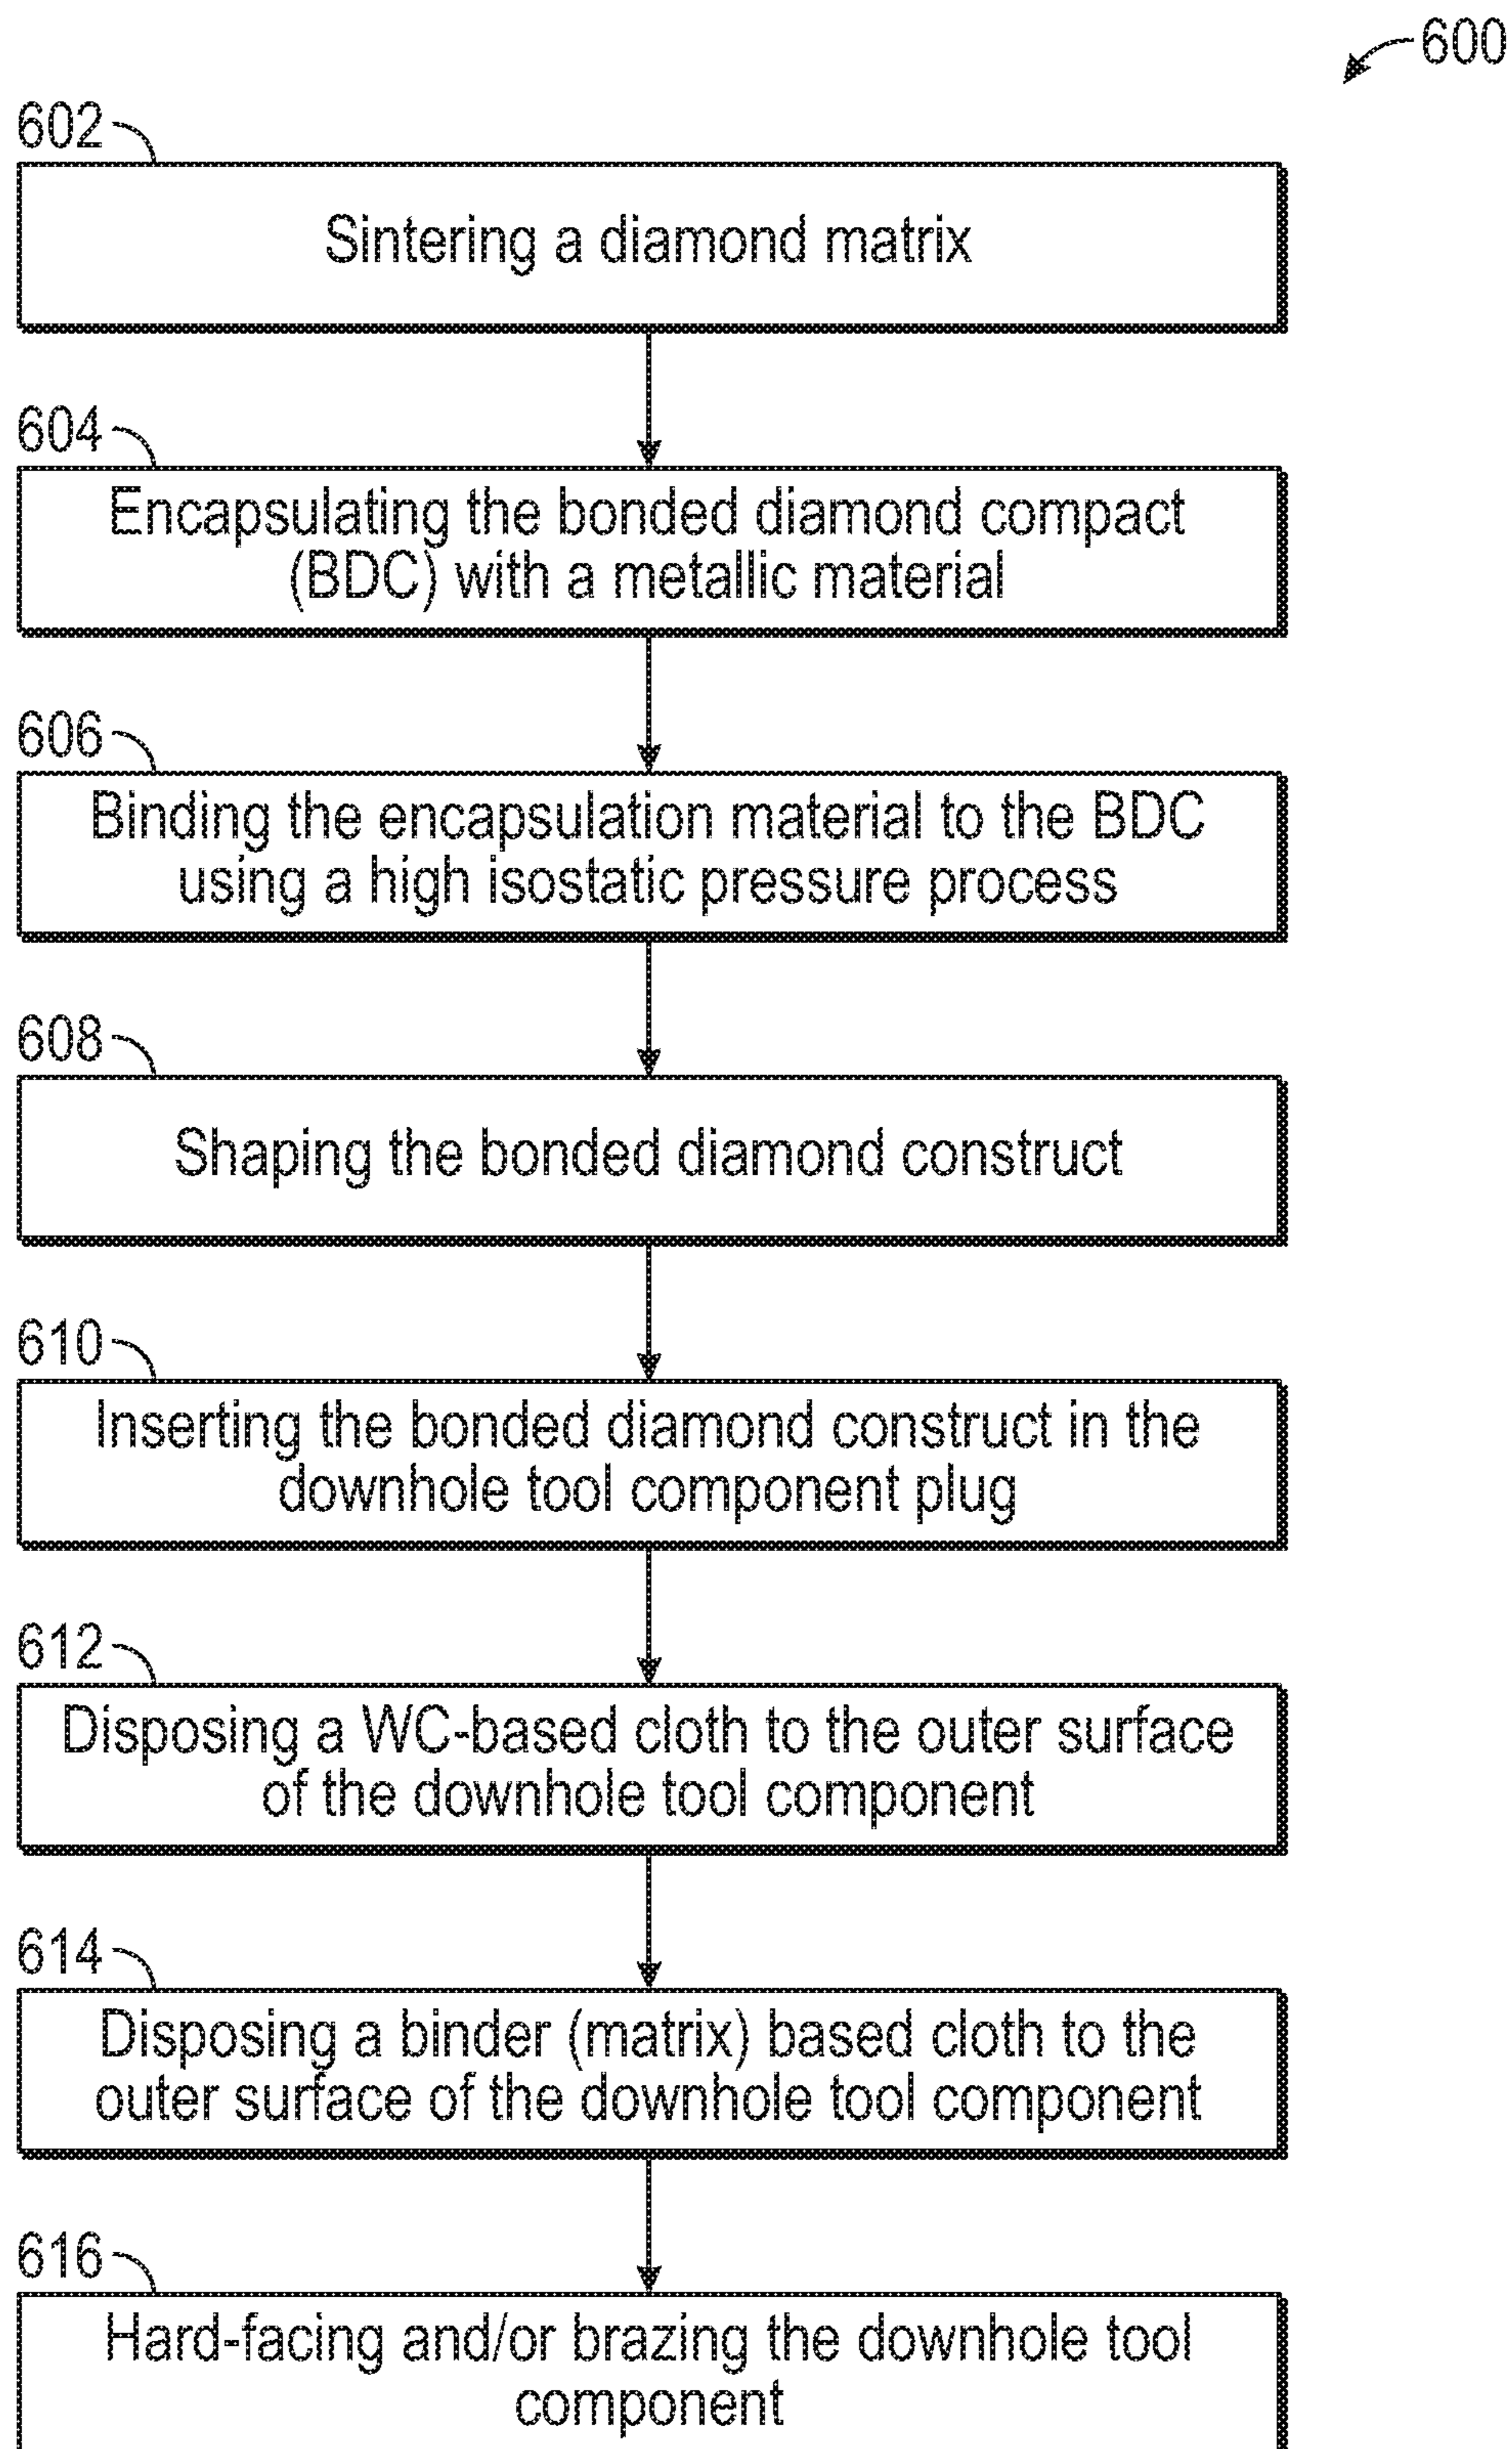 600
602
Sintering a diamond matrix
604
Encapsulating the bonded diamond compact
(BDC) with a metallic material
606
Binding the encapsulation material to the BDC
using a high isostatic pressure process
608
Shaping the bonded diamond construct
610
Inserting the bonded diamond construct in the
downhole tool component plug
612
Disposing a WC-based cloth to the outer surface
of the downhole tool component
614
Disposing a binder (matrix) based cloth to the
outer surface of the downhole tool component
616
Hard-facing and/or brazing the downhole tool
component